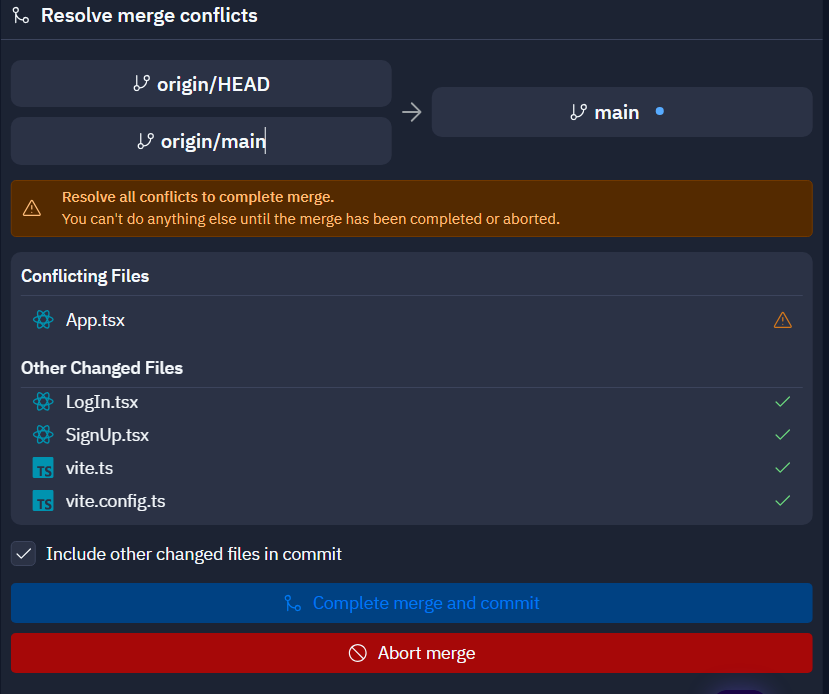 Resolve merge conflicts
origin/HEAD
origin/main
main
Resolve all conflicts to complete merge.
You can't do anything else until the merge has been completed or aborted.
Conflicting Files
App.tsx
Other Changed Files
LogIn.tsx
SignUp.tsx
TS vite.ts
TS vite.config.ts
Include other changed files in commit
Complete merge and commit
Abort merge